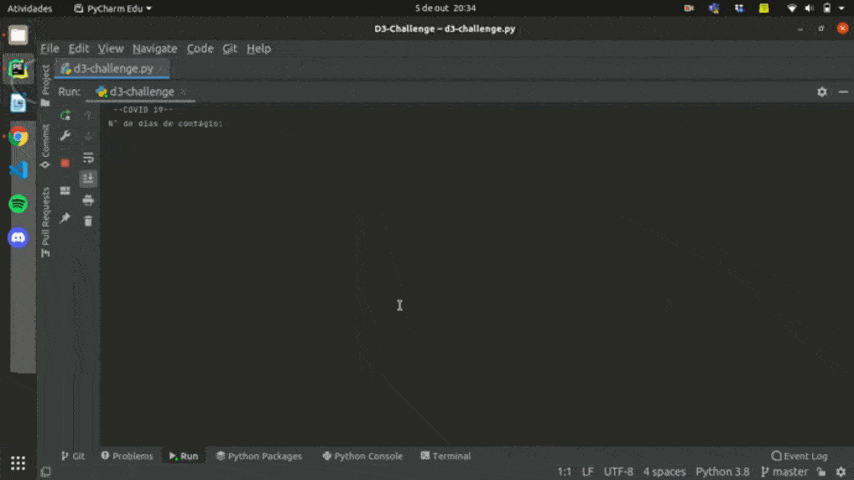 Atividades PyCharm Edu 5 de out 20:34
D3-Challenge – d3-challenge.py
File Edit View Navigate Code Git Help
d3-challenge.py
Project
Run: d3-challenge
--COVID 19--
N° de dias de contágio:
Commit
Pull Requests
Git Problems Run Python Packages Python Console Terminal Event Log
1:1 LF UTF-8 4 spaces Python 3.8 master